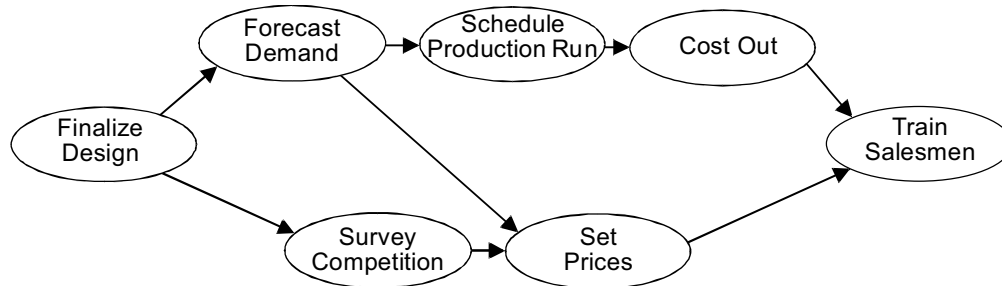 Forecast
Demand
Schedule
Production Run
Cost Out
Finalize
Design
Train
Salesmen
Survey
Competition
Set
Prices